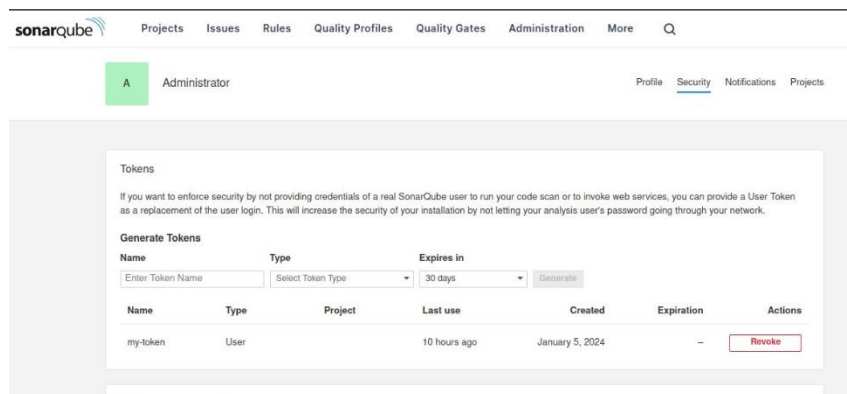 sonarqube Projects Issues Rules Quality Profiles Quality Gates Administration More
A Administrator Profile Security Notifications Projects
Tokens
If you want to enforce security by not providing credentials of a real SonarQube user to run your code scan or to invoke web services, you can provide a User Token
as a replacement of the user login. This will increase the security of your installation by not letting your analysis user's password going through your network.
Generate Tokens
Name Type Expires in
Enter Token Name Select Token Type 30 days Generate
Name Type Project Last use Created Expiration Actions
my-token User 10 hours ago January 5, 2024 – Revoke